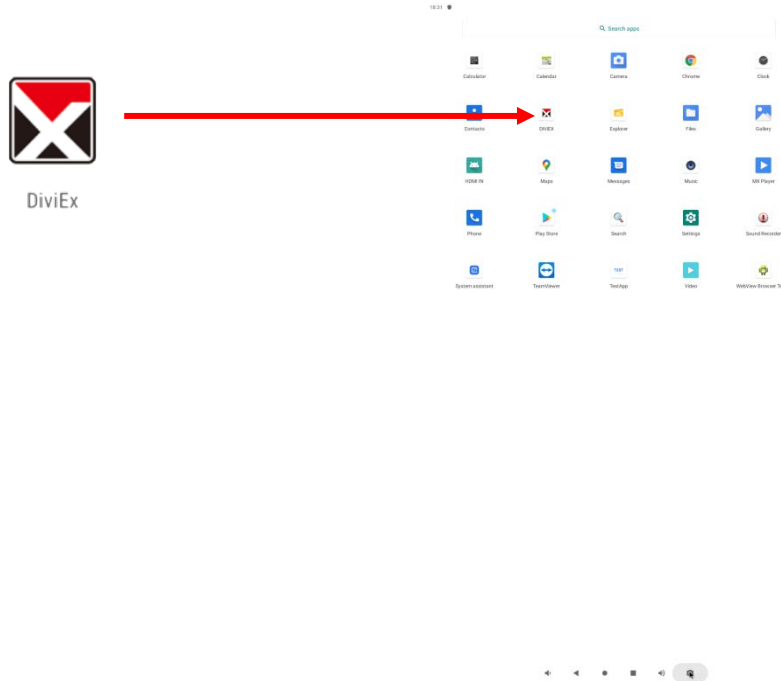 18:31
Search apps
Calculator Calendar Camera Chrome Clock
DiviEx
Contacts DIVIEX Explorer Files Gallery
HDMI IN Maps Messages Music MX Player
Phone Play Store Search Settings Sound Recorder
System assistant TeamViewer TestApp Video WebView Browser Te